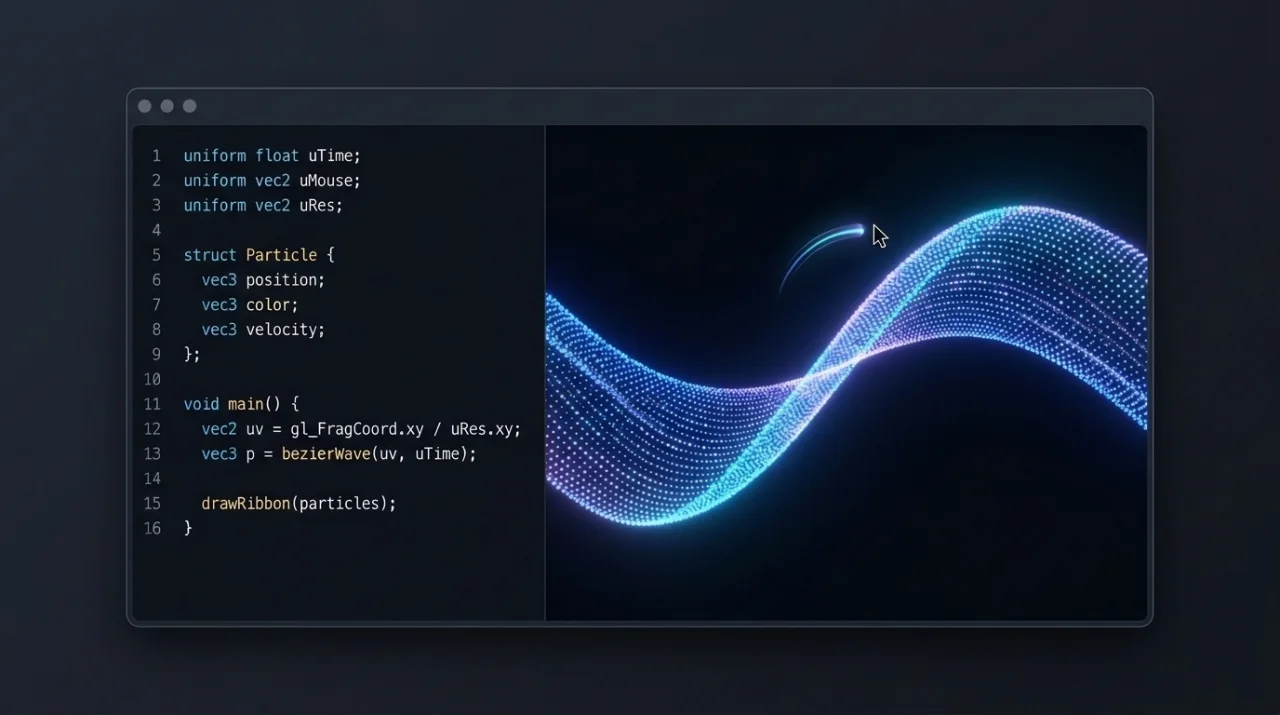 1 uniform float uTime;
2 uniform vec2 uMouse;
3 uniform vec2 uRes;
4
5 struct Particle {
6   vec3 position;
7   vec3 color;
8   vec3 velocity;
9 };
10
11 void main() {
12   vec2 uv = gl_FragCoord.xy / uRes.xy;
13   vec3 p = bezierWave(uv, uTime);
14
15   drawRibbon(particles);
16 }